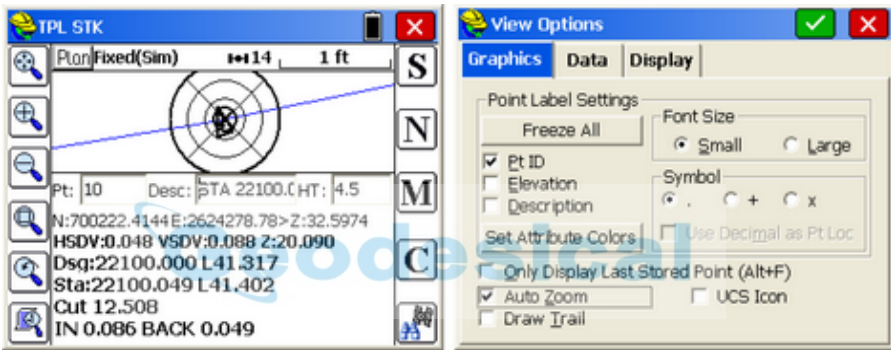 TPL STK
Plan Fixed(Sim) 14 1 ft
S
N
M
C
Pt: 10 Desc: STA 22100.( HT: 4.5
N:700222.4144 E:2624278.78> Z:32.5974
HSDV:0.048 VSDV:0.088 Z:20.090
Dsg:22100.000 L41.317
Sta:22100.049 L41.402
Cut 12.508
IN 0.086 BACK 0.049
View Options
Graphics Data Display
Point Label Settings
Freeze All
Pt ID
Elevation
Description
Set Attribute Colors
Font Size
Small Large
Symbol
. + x
Use Decimal as Pt Loc
Only Display Last Stored Point (Alt+F)
Auto Zoom UCS Icon
Draw Trail
Geodesical